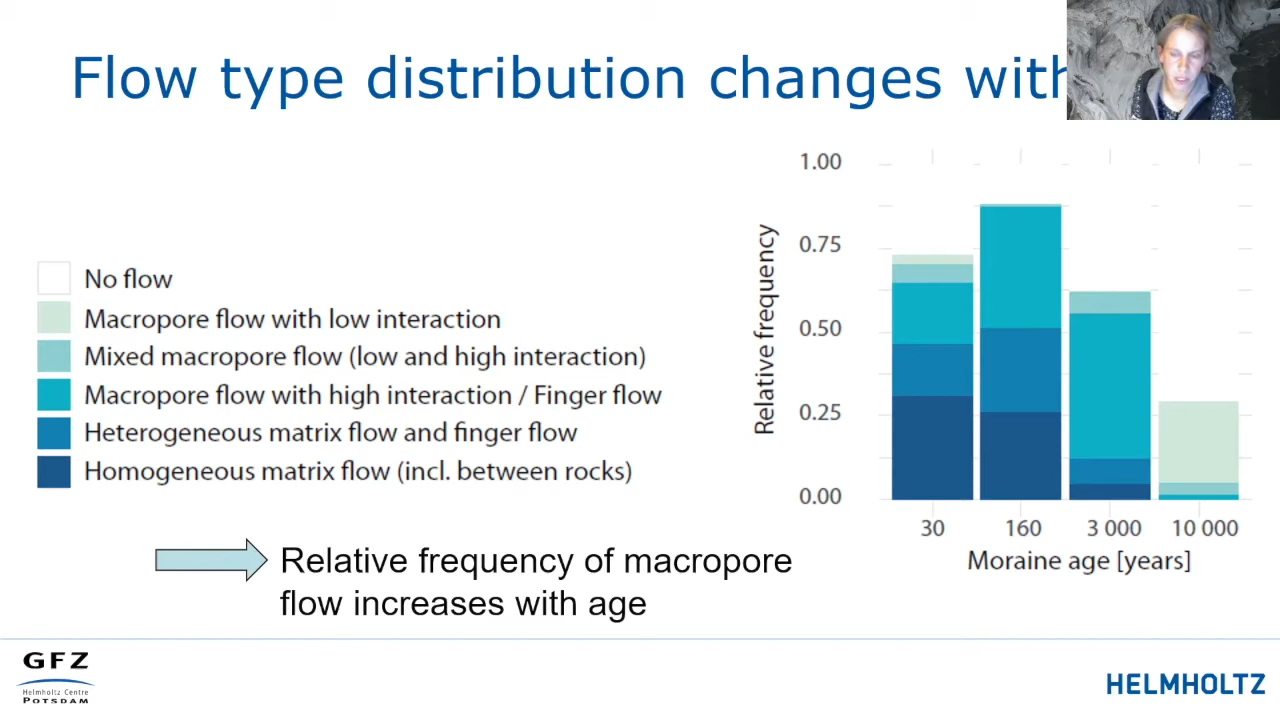 Flow type distribution changes with
1.00
0.75
0.50
0.25
0.00
Relative frequency
No flow
Macropore flow with low interaction
Mixed macropore flow (low and high interaction)
Macropore flow with high interaction / Finger flow
Heterogeneous matrix flow and finger flow
Homogeneous matrix flow (incl. between rocks)
30 160 3 000 10 000
Moraine age [years]
Relative frequency of macropore
flow increases with age
GFZ
Helmholtz Centre
POTSDAM
HELMHOLTZ